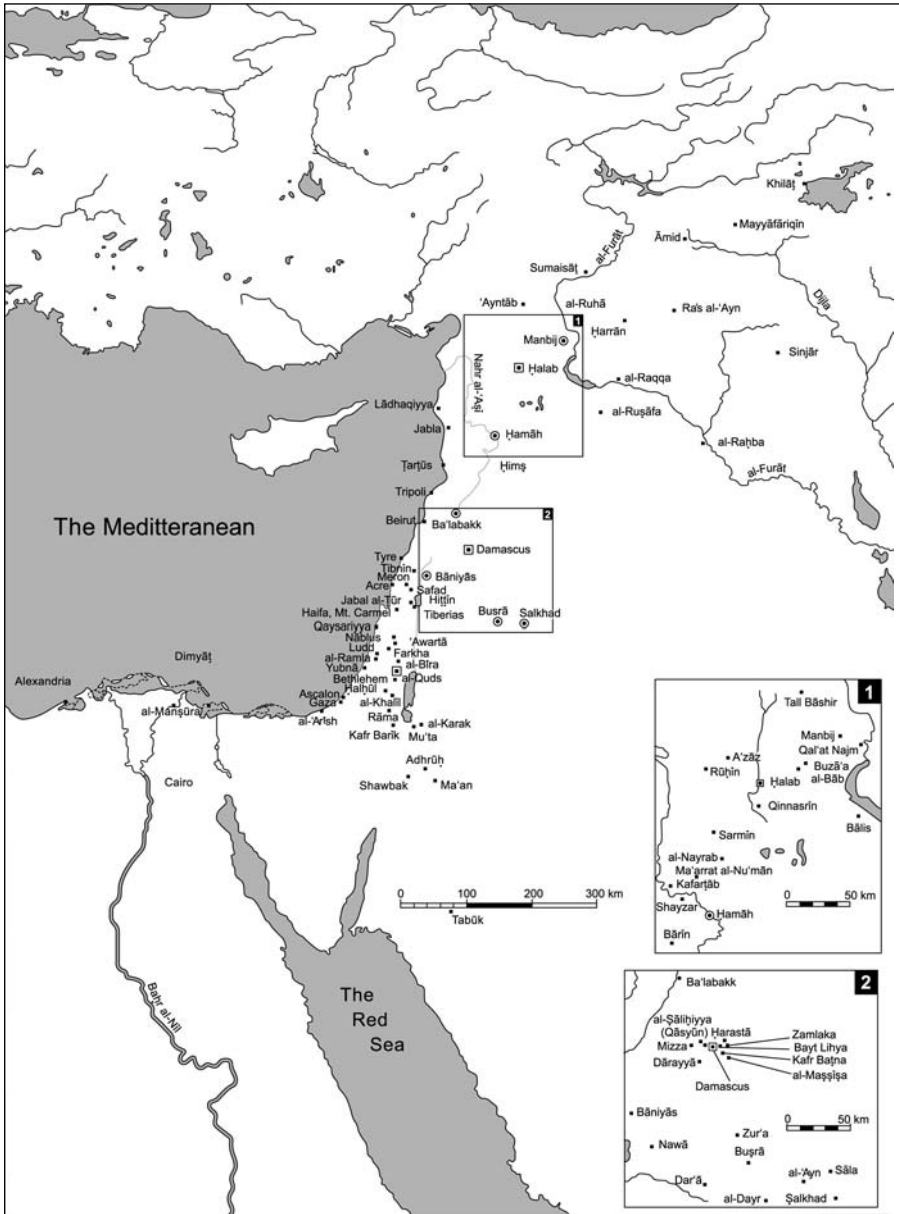 Khilāṭ
Mayyāfāriqīn
Āmid
al-Furāt
Sumaisāṭ
Dijla
'Ayntāb
al-Ruhā
Ra's al-'Ayn
1
Ḥarrān
Manbij
Sinjār
Nahr al-'Aṣī
Ḥalab
al-Raqqa
Lādhaqiyya
al-Ruṣāfa
Jabla
Ḥamāh
al-Raḥba
Ṭarṭūs
Ḥimṣ
al-Furāt
Tripoli
The Meditteranean
Beirut
Ba'labakk
2
Damascus
Tyre
Tibnīn
Meron
Bāniyās
Acre
Safad
Jabal al-Ṭūr
Ḥiṭṭīn
Haifa, Mt. Carmel
Tiberias
Busrā
Salkhad
Qaysariyya
Nāblus
'Awartā
Ludd
Farkha
Dimyāṭ
al-Ramla
al-Bīra
Yubnā
Alexandria
Bethlehem
al-Quds
Ascalon
Ḥalḥūl
Gaza
al-Khalīl
al-Manṣūra
al-'Arīsh
Rāma
al-Karak
Kafr Barīk
Mu'ta
Cairo
Adhrūḥ
Shawbak
Ma'an
0
100
200
300 km
Tabūk
Baḥr al-Nīl
The
Red
Sea
1
Tall Bāshir
Manbij
Qal'at Najm
A'zāz
Buzā'a
Rūḥīn
Ḥalab
al-Bāb
Qinnasrīn
Bālis
Sarmīn
al-Nayrab
Ma'arrat al-Nu'mān
Kafarṭāb
0
50 km
Shayzar
Ḥamāh
Bārīn
2
Ba'labakk
al-Ṣāliḥiyya
(Qāsyūn)
Ḥarastā
Zamlaka
Mizza
Bayt Lihya
Dārayyā
Kafr Baṭna
al-Maṣṣīṣa
Damascus
Bāniyās
0
50 km
Zur'a
Nawā
Buṣrā
al-'Ayn
Sāla
Dar'ā
al-Dayr
Ṣalkhad